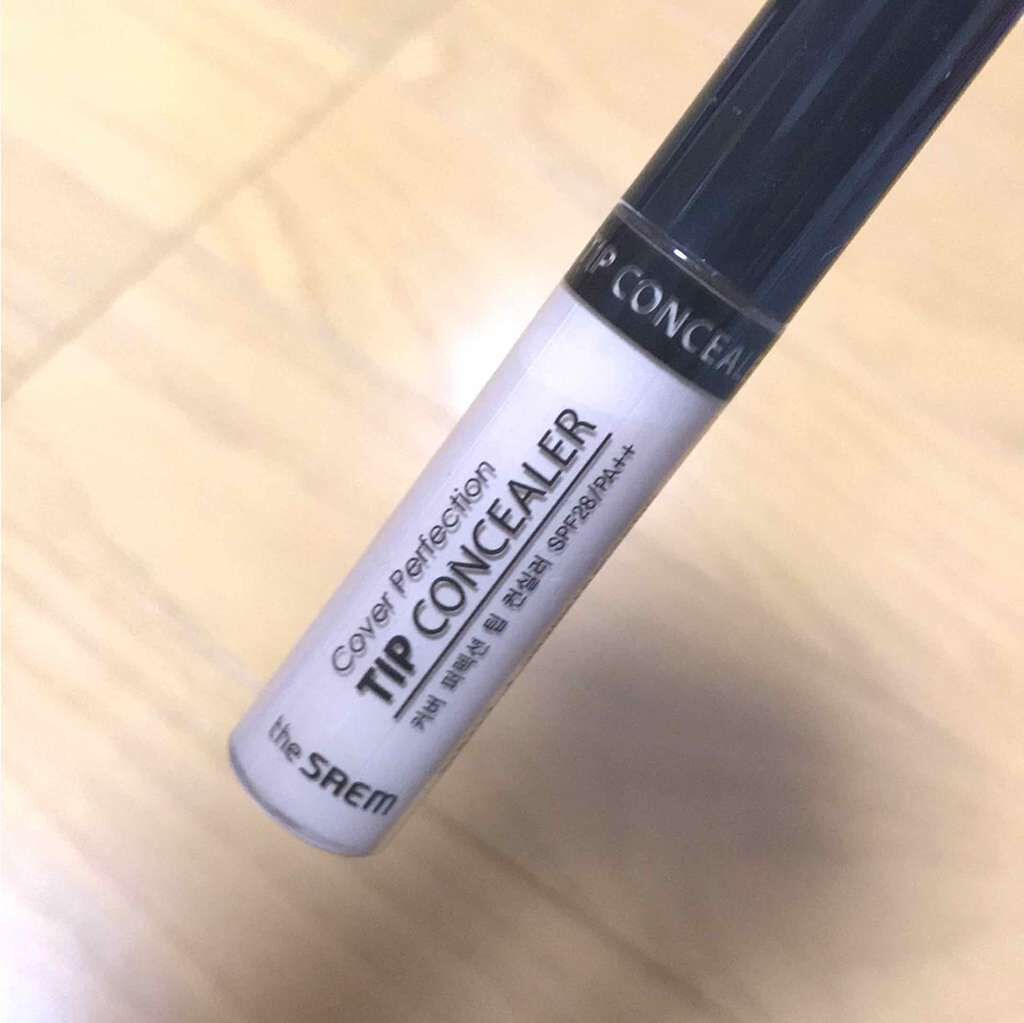 TIP CONCEAL
Cover Perfection
TIP CONCEALER
커버 퍼펙션 팁 컨실러 SPF28/PA++
the SAEM